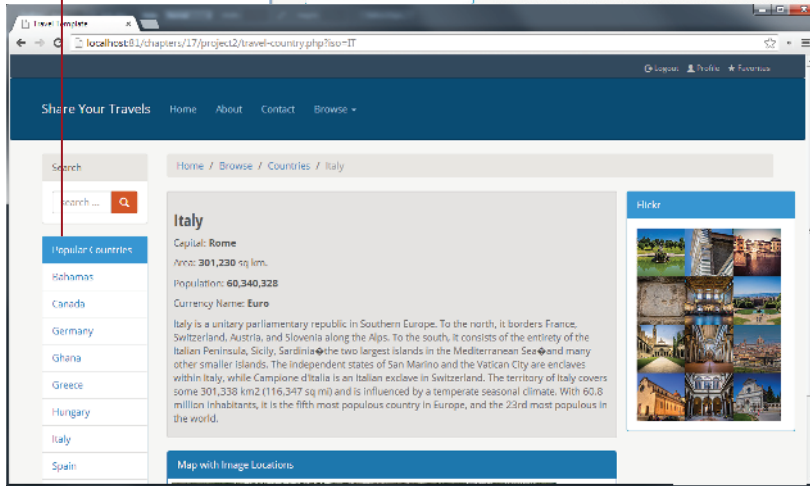 Travel Template
localhost:81/chapters/17/project2/travel-country.php?iso=IT
Logout Profile Favorites
Share Your Travels Home About Contact Browse
Search
Home / Browse / Countries / Italy
Search ...
Italy
Flickr
Capital: Rome
Popular Countries
Area: 301,230 sq km.
Bahamas
Population: 60,340,328
Canada
Currency Name: Euro
Germany
Italy is a unitary parliamentary republic in Southern Europe. To the north, it borders France,
Switzerland, Austria, and Slovenia along the Alps. To the south, it consists of the entirety of the
Italian Peninsula, Sicily, Sardinia�the two largest islands in the Mediterranean Sea�and many
other smaller islands. The independent states of San Marino and the Vatican City are enclaves
within Italy, while Campione d'Italia is an Italian exclave in Switzerland. The territory of Italy covers
some 301,338 km2 (116,347 sq mi) and is influenced by a temperate seasonal climate. With 60.8
million inhabitants, it is the fifth most populous country in Europe, and the 23rd most populous in
the world.
Ghana
Greece
Hungary
Italy
Spain
Map with Image Locations